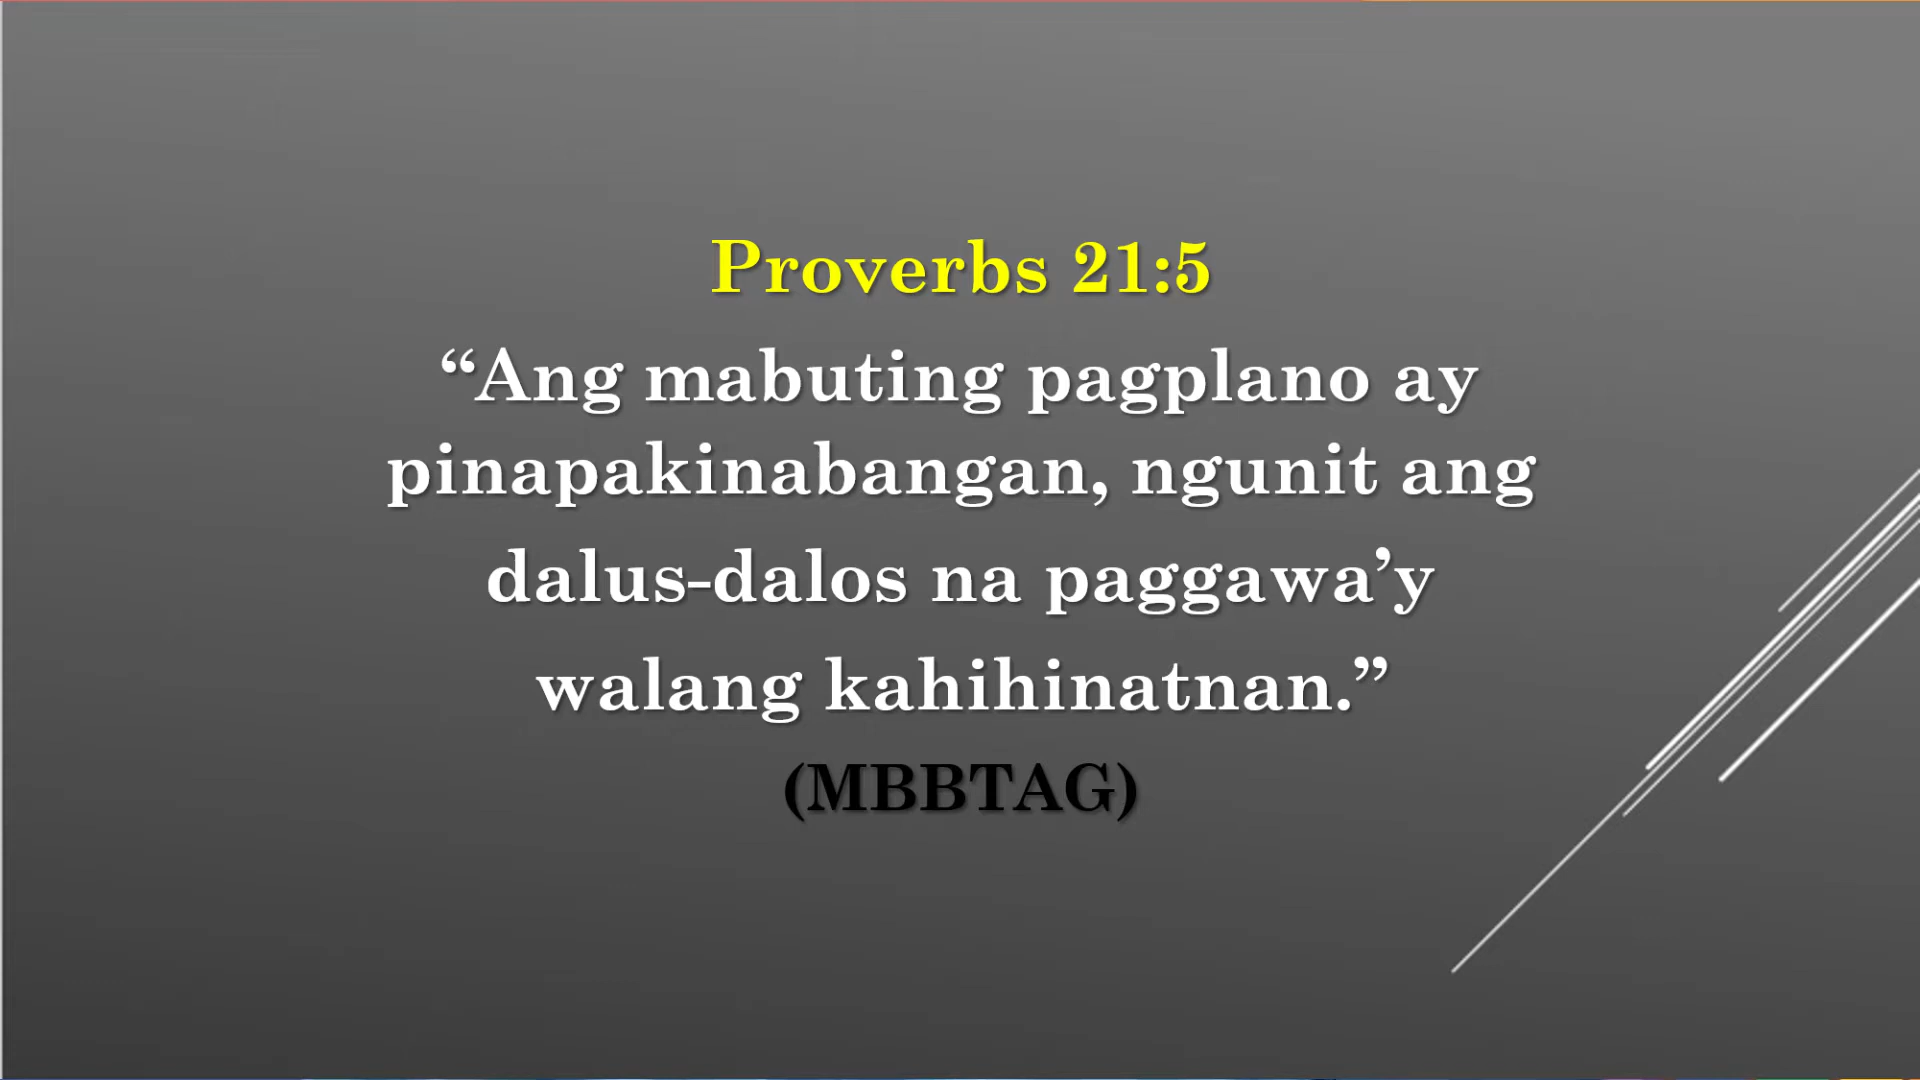 Proverbs 21:5
“Ang mabuting pagplano ay
pinapakinabangan, ngunit ang
dalus-dalos na paggawa’y
walang kahihinatnan.”
(MBBTAG)